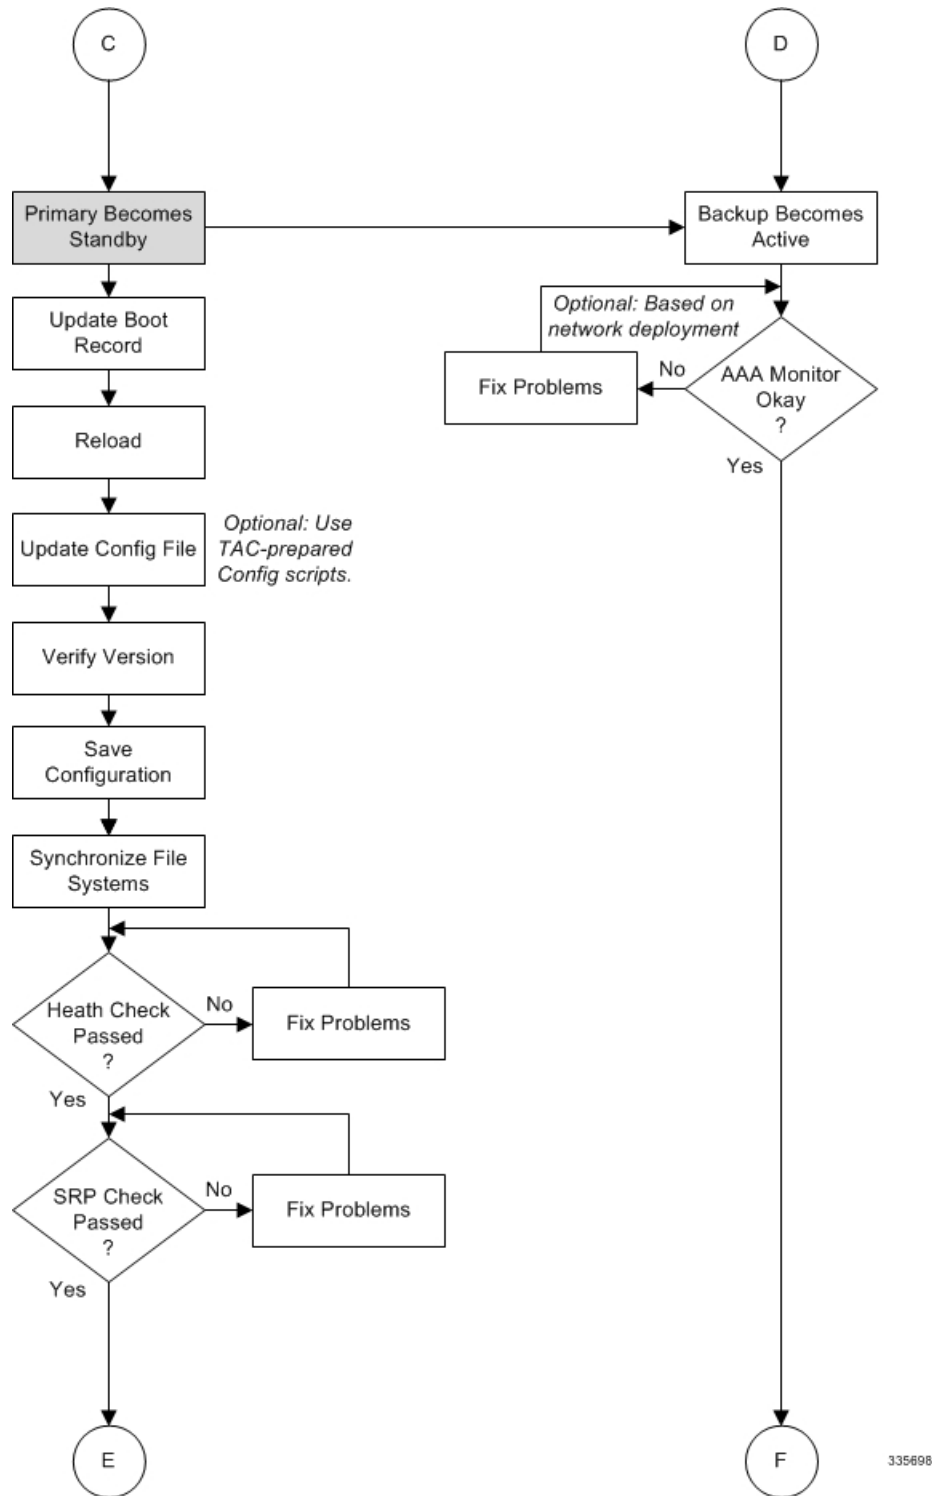 C
D
Primary Becomes
Standby
Backup Becomes
Active
Update Boot
Record
Optional: Based on
network deployment
Fix Problems
No
AAA Monitor
Okay
?
Yes
Reload
Update Config File
Optional: Use
TAC-prepared
Config scripts.
Verify Version
Save
Configuration
Synchronize File
Systems
Heath Check
Passed
?
No
Fix Problems
Yes
SRP Check
Passed
?
No
Fix Problems
Yes
E
F
335698